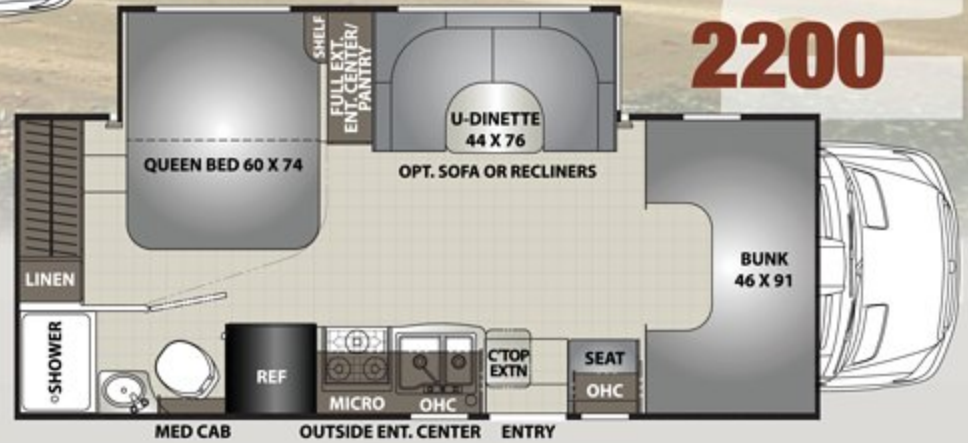 2200
SHELF
FULL EXT.
ENT. CENTER/
PANTRY
U-DINETTE
44 X 76
QUEEN BED 60 X 74
OPT. SOFA OR RECLINERS
BUNK
46 X 91
LINEN
SHOWER
REF
C'TOP
EXTN
SEAT
OHC
MICRO
OHC
MED CAB
OUTSIDE ENT. CENTER
ENTRY